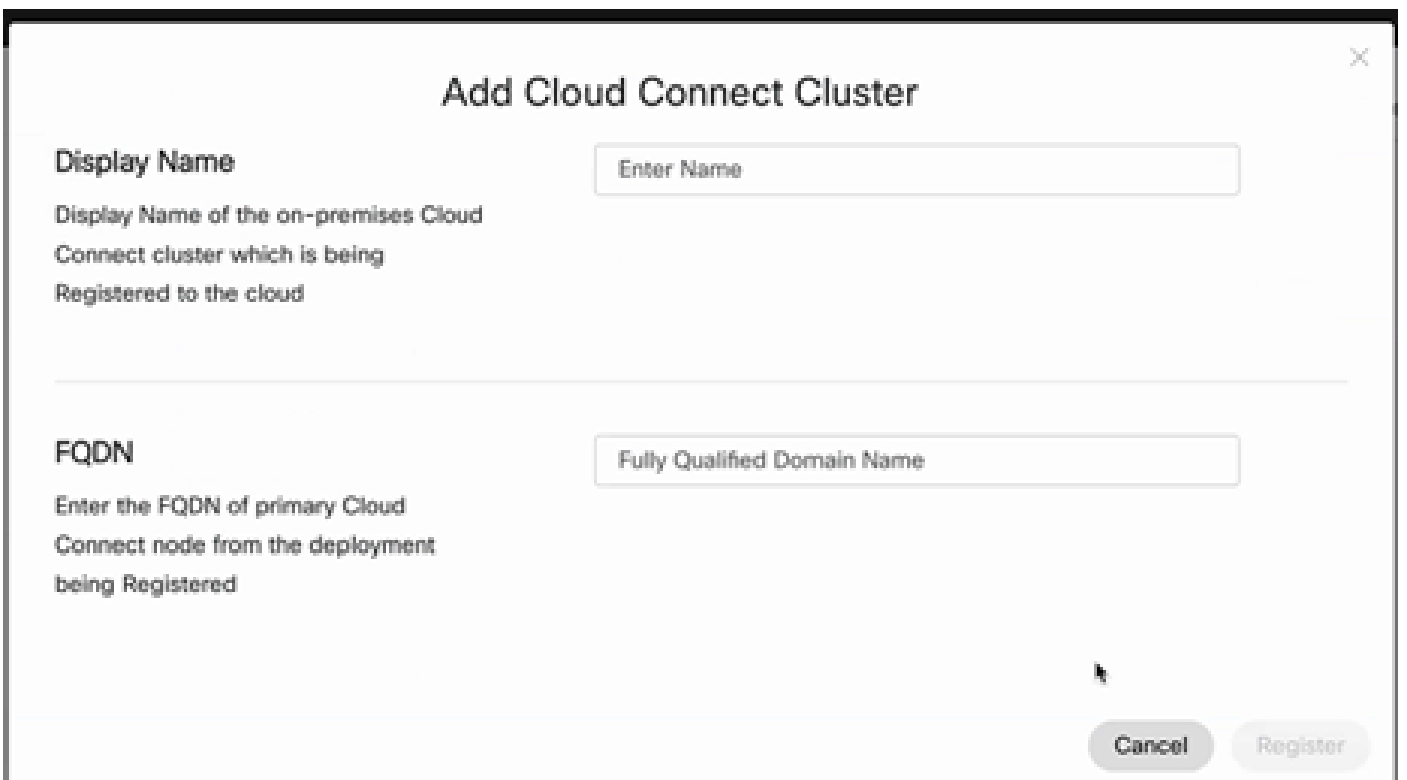 Add Cloud Connect Cluster
Display Name
Enter Name
Display Name of the on-premises Cloud
Connect cluster which is being
Registered to the cloud
FQDN
Fully Qualified Domain Name
Enter the FQDN of primary Cloud
Connect node from the deployment
being Registered
Cancel
Register